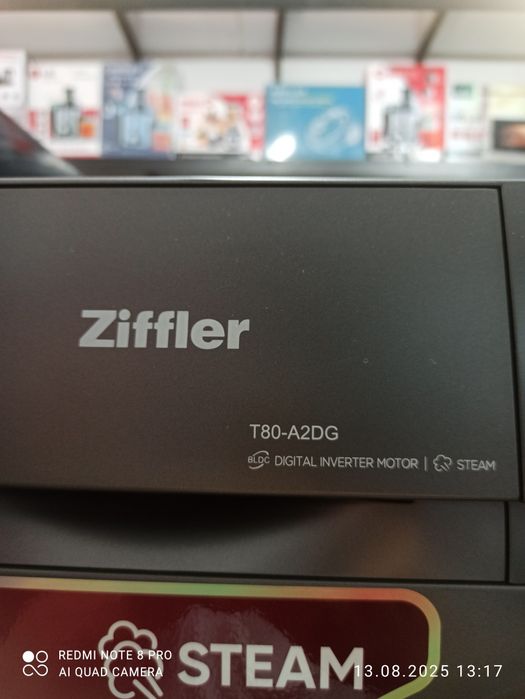 Ziffler
T80-A2DG
BLDC DIGITAL INVERTER MOTOR | STEAM
STEAM
REDMI NOTE 8 PRO
AI QUAD CAMERA
13.08.2025 13:17